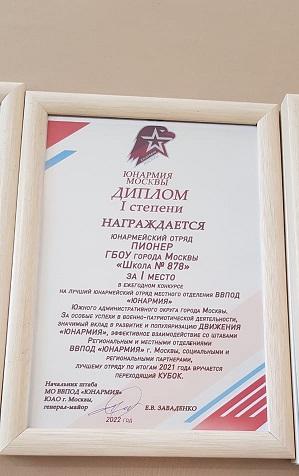 ЮНАРМИЯ
МОСКВЫ
ДИПЛОМ
I СТЕПЕНИ
НАГРАЖДАЕТСЯ
ЮНАРМЕЙСКИЙ ОТРЯД
ПИОНЕР
ГБОУ ГОРОДА МОСКВЫ
«ШКОЛА № 878»
ЗА I МЕСТО
В ЕЖЕГОДНОМ КОНКУРСЕ
НА ЛУЧШИЙ ЮНАРМЕЙСКИЙ ОТРЯД МЕСТНОГО ОТДЕЛЕНИЯ ВВПОД
«ЮНАРМИЯ»
ЮЖНОГО АДМИНИСТРАТИВНОГО ОКРУГА ГОРОДА МОСКВЫ.
ЗА ОСОБЫЕ УСПЕХИ В ВОЕННО-ПАТРИОТИЧЕСКОЙ ДЕЯТЕЛЬНОСТИ,
ЗНАЧИМЫЙ ВКЛАД В РАЗВИТИЕ И ПОПУЛЯРИЗАЦИЮ ДВИЖЕНИЯ
«ЮНАРМИЯ», ЭФФЕКТИВНОЕ ВЗАИМОДЕЙСТВИЕ СО ШТАБАМИ
РЕГИОНАЛЬНЫМ И МЕСТНЫМИ ОТДЕЛЕНИЯМИ
ВВПОД «ЮНАРМИЯ» Г. МОСКВЫ, СОЦИАЛЬНЫМИ И
РЕГИОНАЛЬНЫМИ ПАРТНЕРАМИ,
ЛУЧШЕМУ ОТРЯДУ ПО ИТОГАМ 2021 ГОДА ВРУЧАЕТСЯ
ПЕРЕХОДЯЩИЙ КУБОК.
Начальник штаба
МО ВВПОД «ЮНАРМИЯ»
ЮАО г. Москвы,
генерал-майор
Е.В. ЗАВАДЕНКО
2022 год